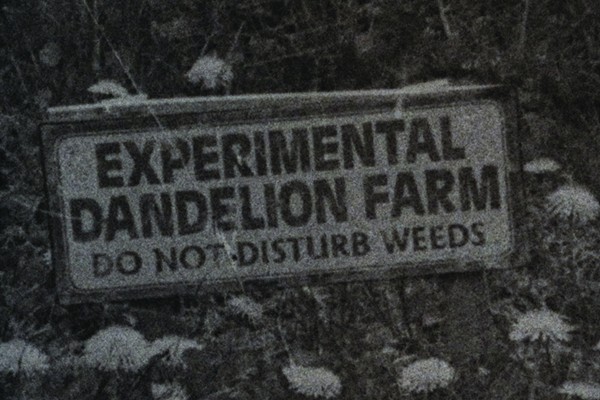 EXPERIMENTAL
DANDELION FARM
DO NOT DISTURB WEEDS